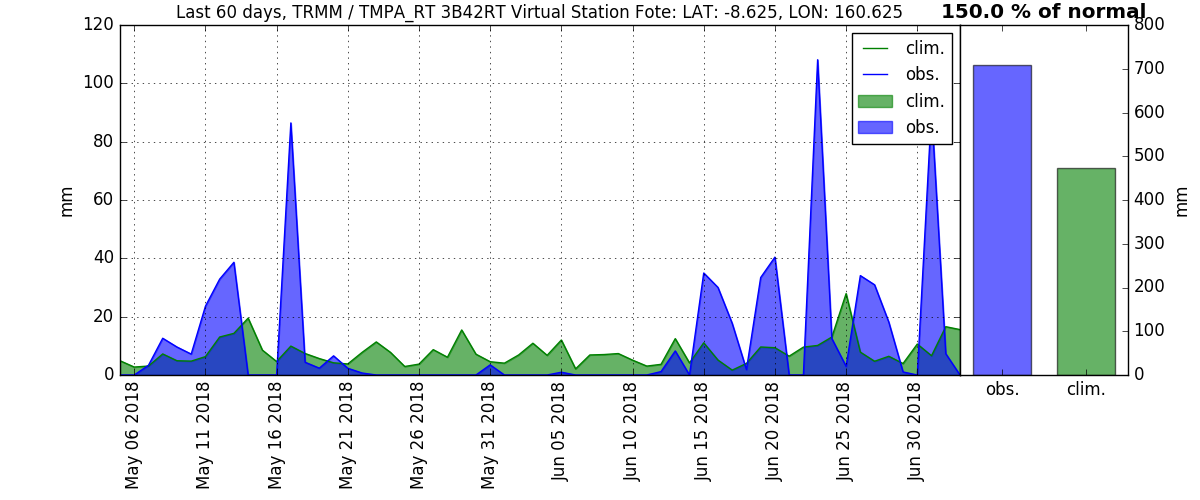 Last 60 days, TRMM / TMPA_RT 3B42RT Virtual Station Fote: LAT: -8.625, LON: 160.625
150.0 % of normal
120
100
80
60
40
20
0
mm
clim.
obs.
clim.
obs.
800
700
600
500
400
300
200
100
0
mm
May 06 2018
May 11 2018
May 16 2018
May 21 2018
May 26 2018
May 31 2018
Jun 05 2018
Jun 10 2018
Jun 15 2018
Jun 20 2018
Jun 25 2018
Jun 30 2018
obs.
clim.